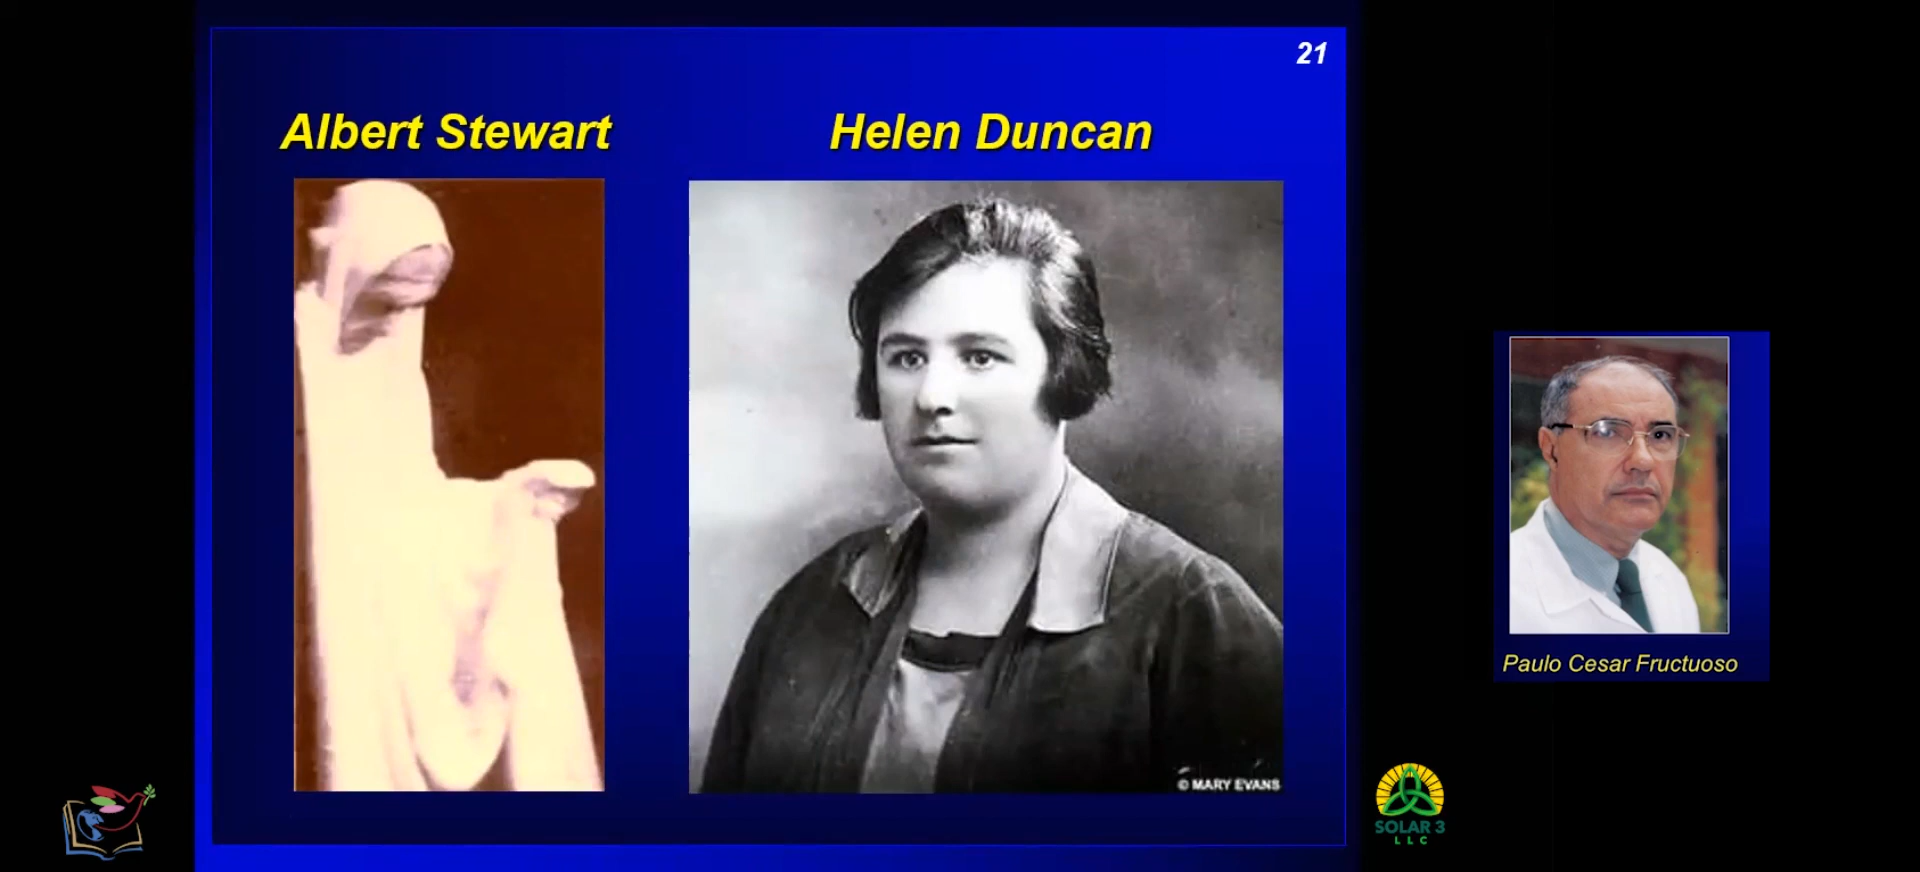 21
Albert Stewart
Helen Duncan
© MARY EVANS
Paulo Cesar Fructuoso
SOLAR 3
LLC